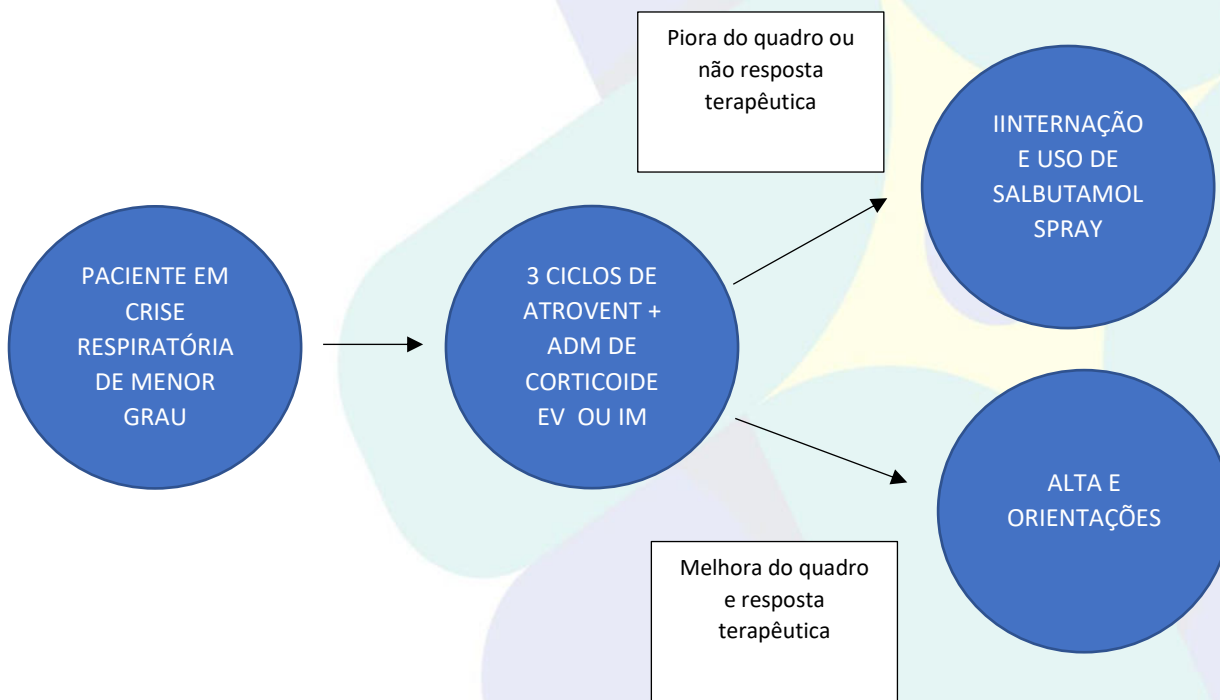 PACIENTE EM
CRISE
RESPIRATÓRIA
DE MENOR
GRAU
3 CICLOS DE
ATROVENT +
ADM DE
CORTICOIDE
EV OU IM
Piora do quadro ou
não resposta
terapêutica
IINTERNAÇÃO
E USO DE
SALBUTAMOL
SPRAY
Melhora do quadro
e resposta
terapêutica
ALTA E
ORIENTAÇÕES